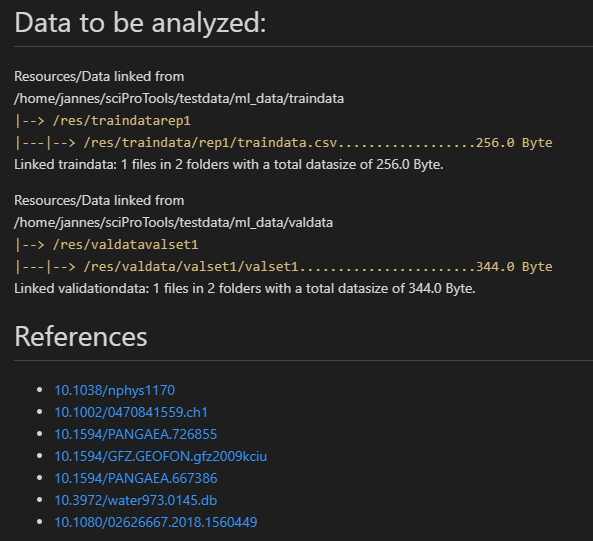 Data to be analyzed:
Resources/Data linked from
/home/jannes/sciProTools/testdata/ml_data/traindata
|--> /res/traindatarep1
|---|--> /res/traindata/rep1/traindata.csv..................256.0 Byte
Linked traindata: 1 files in 2 folders with a total datasize of 256.0 Byte.
Resources/Data linked from
/home/jannes/sciProTools/testdata/ml_data/valdata
|--> /res/valdatavalset1
|---|--> /res/valdata/valset1/valset1.......................344.0 Byte
Linked validationdata: 1 files in 2 folders with a total datasize of 344.0 Byte.
References
• 10.1038/nphys1170
• 10.1002/0470841559.ch1
• 10.1594/PANGAEA.726855
• 10.1594/GFZ.GEOFON.gfz2009kciu
• 10.1594/PANGAEA.667386
• 10.3972/water973.0145.db
• 10.1080/02626667.2018.1560449